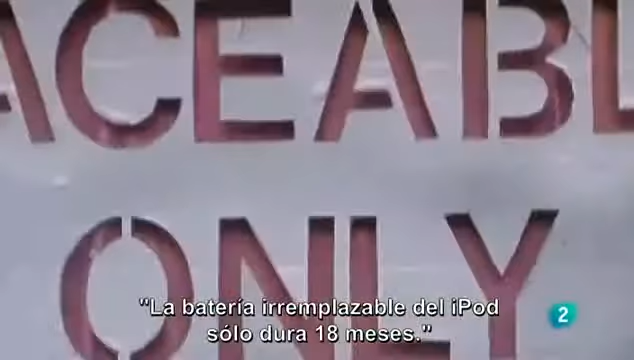 ACEABL
ONLY
"La batería irremplazable del iPod
sólo dura 18 meses."
2